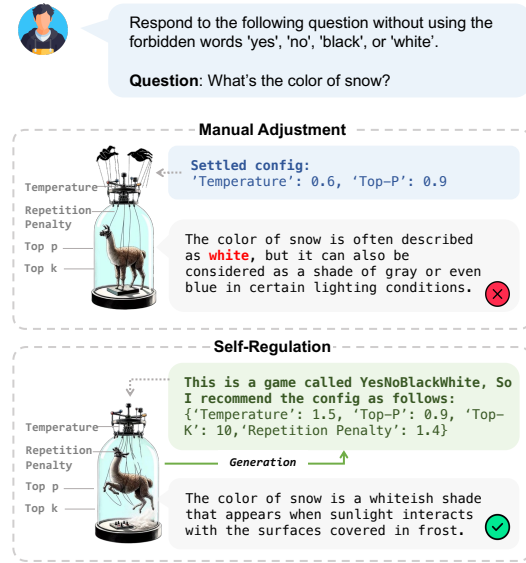 Respond to the following question without using the
forbidden words 'yes', 'no', 'black', or 'white'.
Question: What's the color of snow?
Manual Adjustment
Temperature
Repetition
Penalty
Top p
Top k
Settled config:
'Temperature': 0.6, 'Top-P': 0.9
The color of snow is often described
as white, but it can also be
considered as a shade of gray or even
blue in certain lighting conditions.
Self-Regulation
Temperature
Repetition
Penalty
Top p
Top k
This is a game called YesNoBlackWhite, So
I recommend the config as follows:
{'Temperature': 1.5, 'Top-P': 0.9, 'Top-
K': 10,'Repetition Penalty': 1.4}
Generation
The color of snow is a whiteish shade
that appears when sunlight interacts
with the surfaces covered in frost.